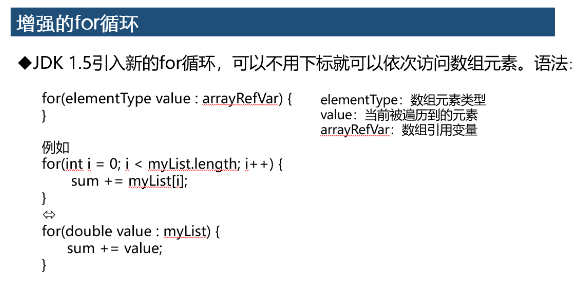 增强的for循环
◆JDK 1.5引入新的for循环，可以不用下标就可以依次访问数组元素。语法：
for(elementType value : arrayRefVar) {
}
elementType：数组元素类型
value：当前被遍历到的元素
arrayRefVar：数组引用变量
例如
for(int i = 0; i < myList.length; i++) {
sum += myList[i];
}
⇔
for(double value : myList) {
sum += value;
}